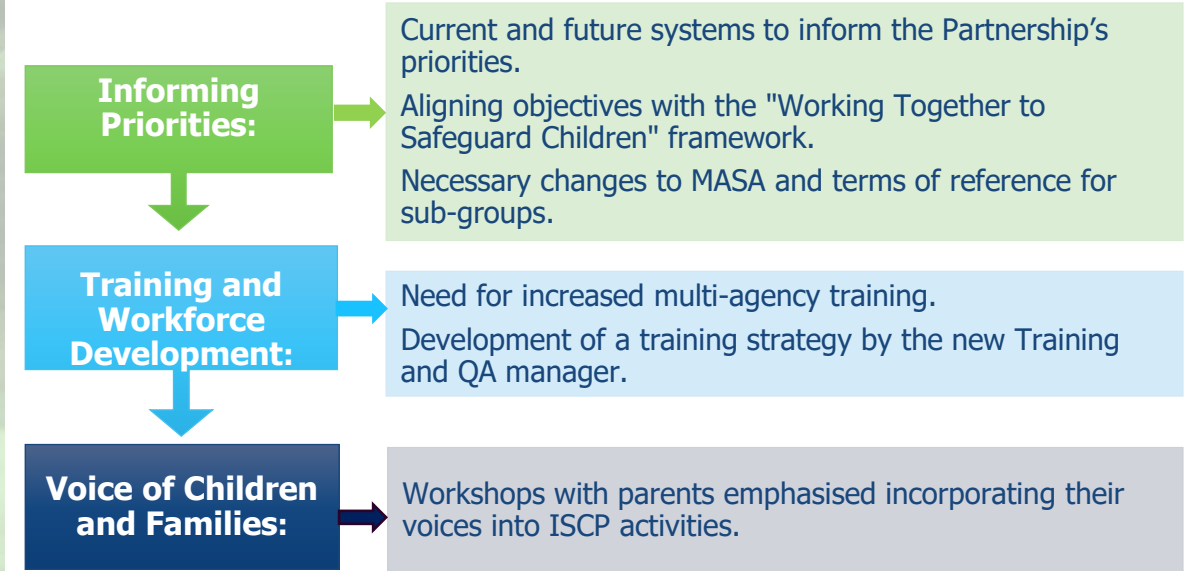 Informing
Priorities:
Current and future systems to inform the Partnership’s
priorities.
Aligning objectives with the "Working Together to
Safeguard Children" framework.
Necessary changes to MASA and terms of reference for
sub-groups.
Training and
Workforce
Development:
Need for increased multi-agency training.
Development of a training strategy by the new Training
and QA manager.
Voice of Children
and Families:
Workshops with parents emphasised incorporating their
voices into ISCP activities.